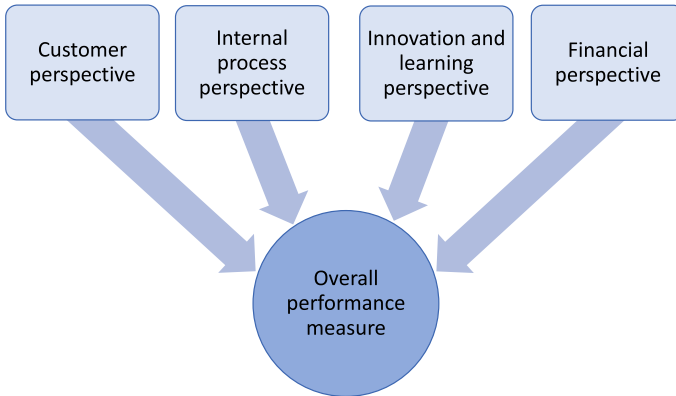 Customer
perspective
Internal
process
perspective
Innovation and
learning
perspective
Financial
perspective
Overall
performance
measure